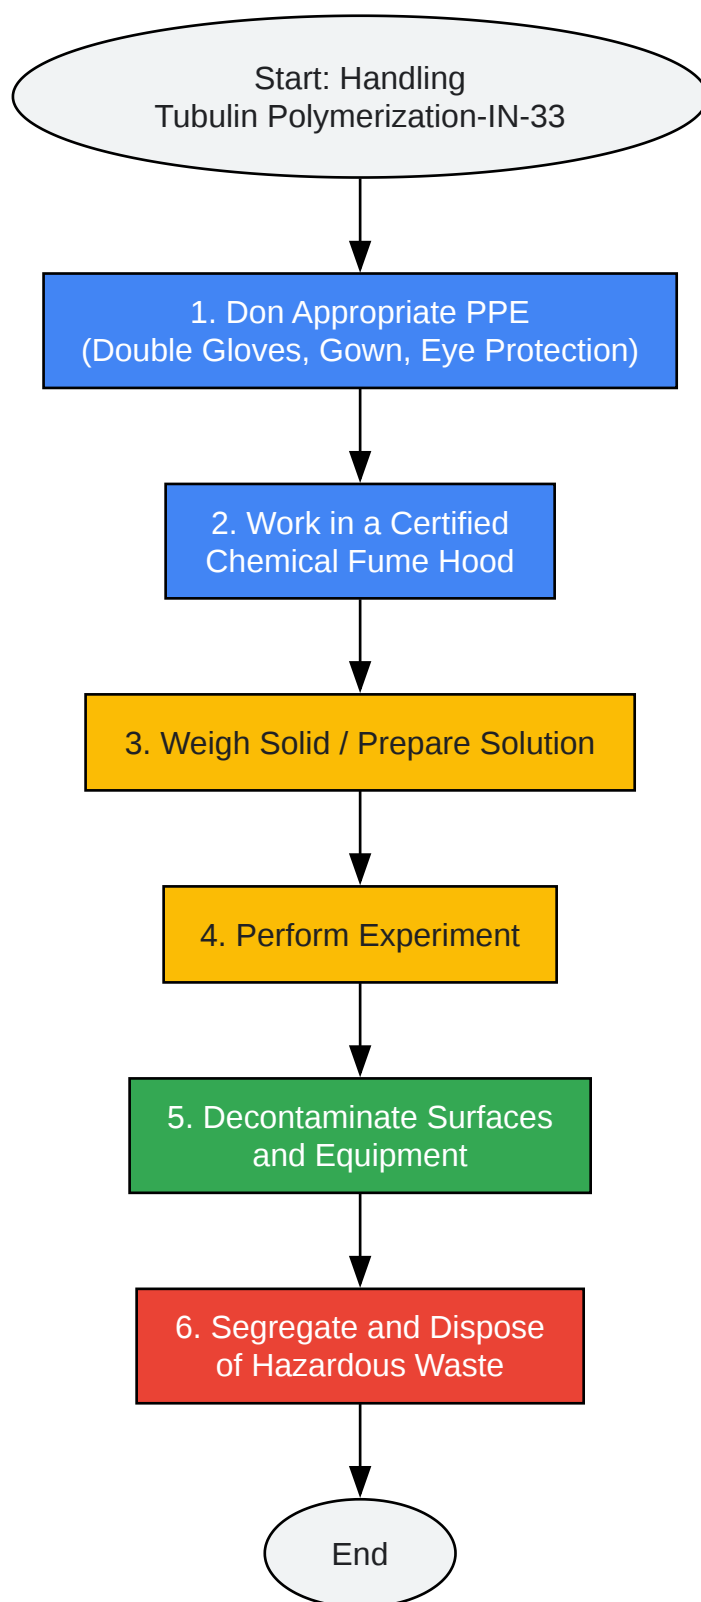 Start: Handling
Tubulin Polymerization-IN-33
1. Don Appropriate PPE
(Double Gloves, Gown, Eye Protection)
2. Work in a Certified
Chemical Fume Hood
3. Weigh Solid / Prepare Solution
4. Perform Experiment
5. Decontaminate Surfaces
and Equipment
6. Segregate and Dispose
of Hazardous Waste
End